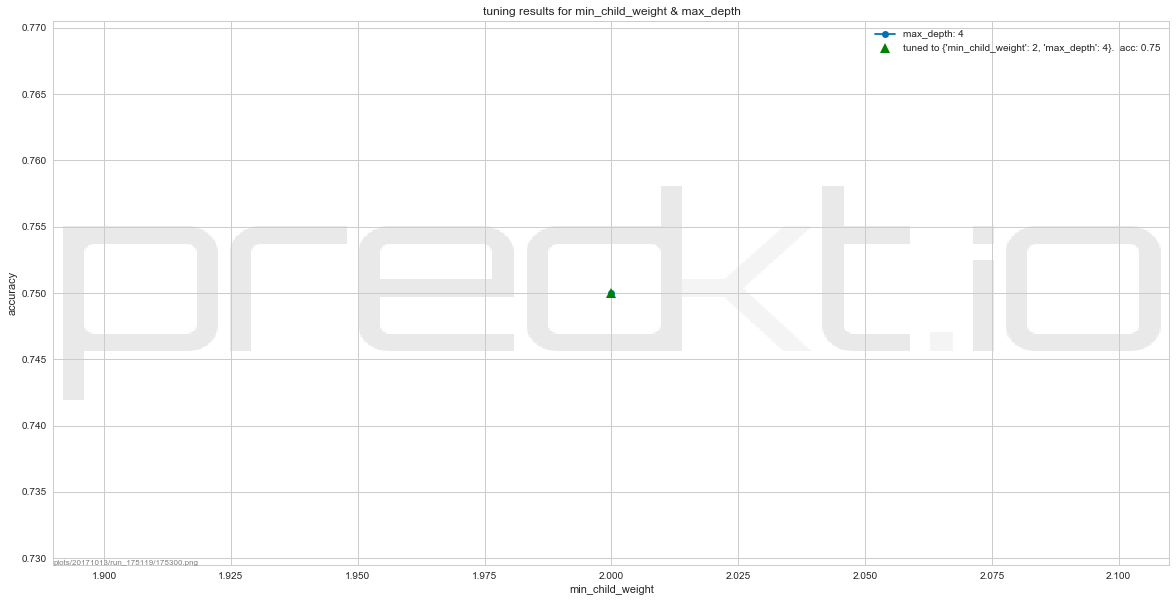 tuning results for min_child_weight & max_depth
max_depth: 4
tuned to {'min_child_weight': 2, 'max_depth': 4}.  acc: 0.75
0.770
0.765
0.760
0.755
0.750
0.745
0.740
0.735
0.730
accuracy
predkt.io
plots/20171013/run_175119/175300.png
1.900 1.925 1.950 1.975 2.000 2.025 2.050 2.075 2.100
min_child_weight